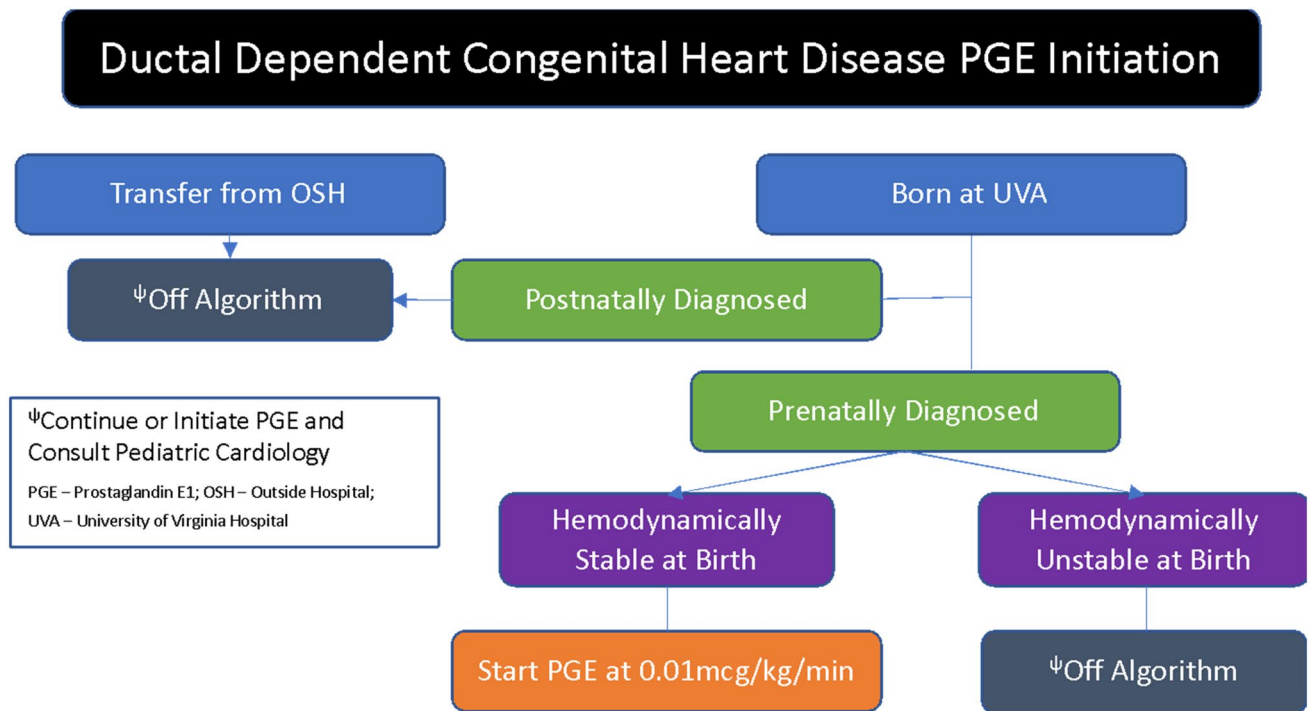 Ductal Dependent Congenital Heart Disease PGE Initiation
Transfer from OSH
Born at UVA
ΨOff Algorithm
Postnatally Diagnosed
Prenatally Diagnosed
ΨContinue or Initiate PGE and
Consult Pediatric Cardiology
PGE – Prostaglandin E1; OSH – Outside Hospital;
UVA – University of Virginia Hospital
Hemodynamically
Stable at Birth
Hemodynamically
Unstable at Birth
Start PGE at 0.01mcg/kg/min
ΨOff Algorithm